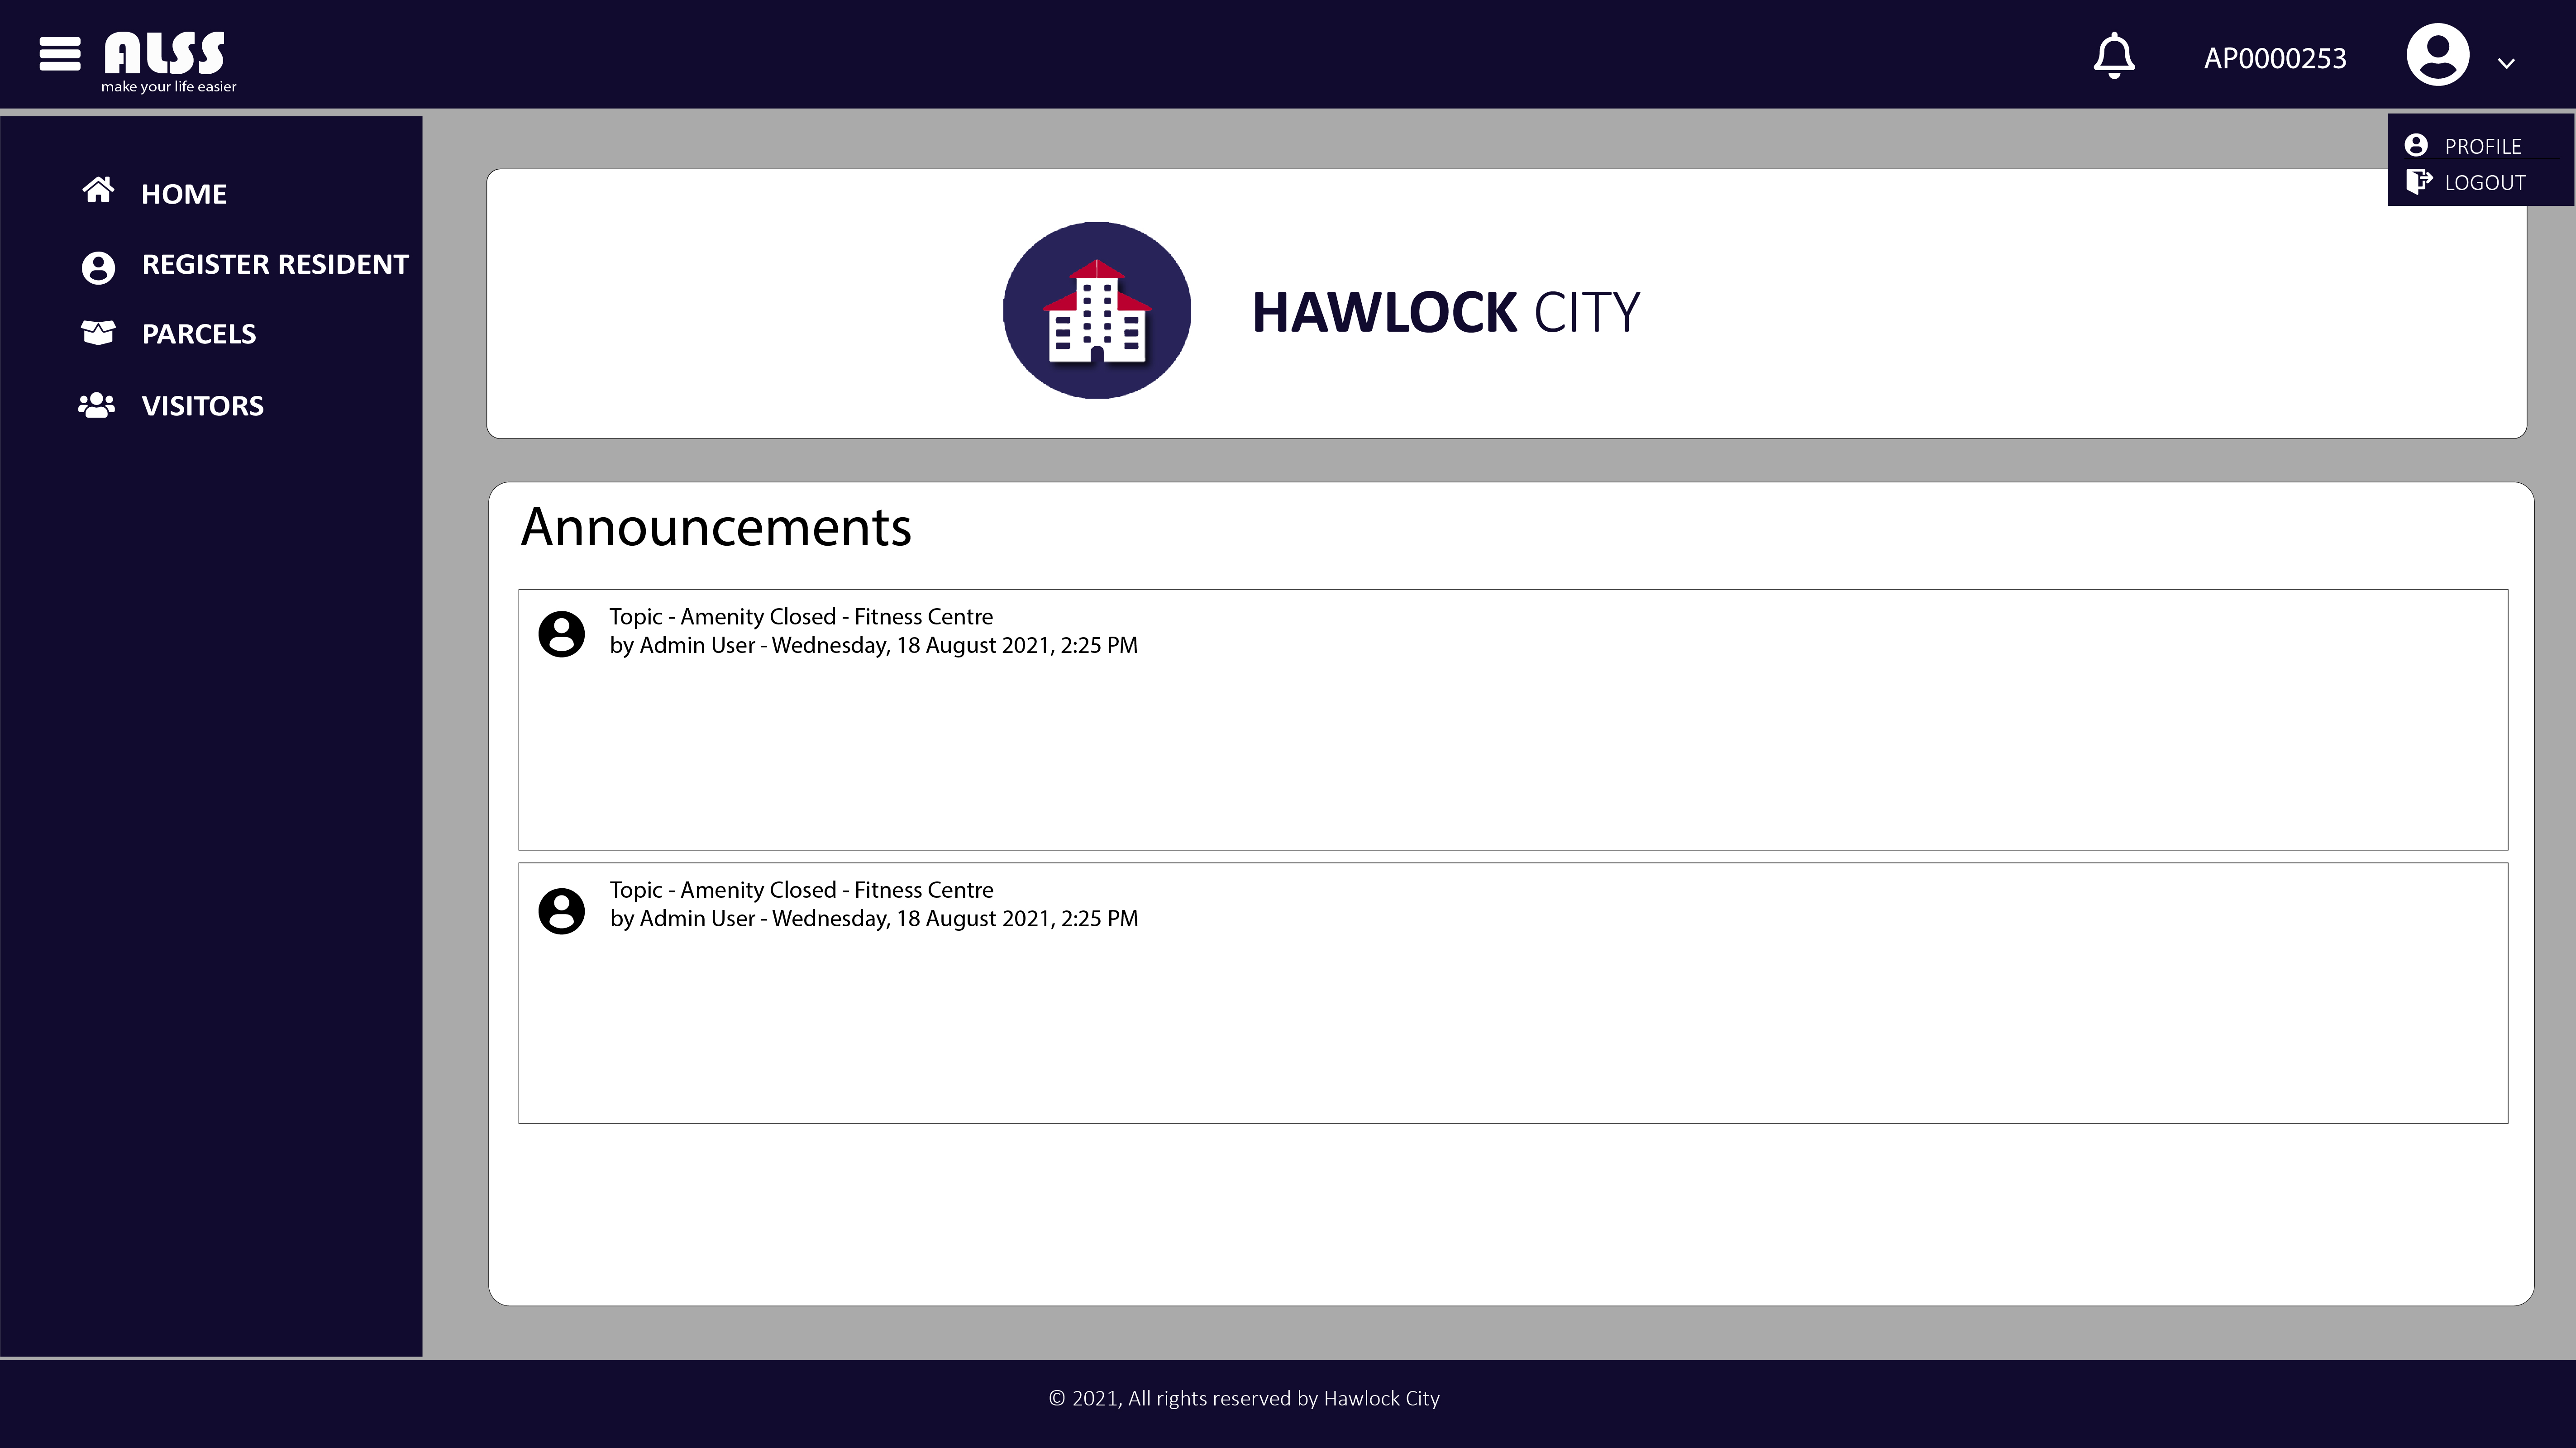 ALSS
make your life easier
AP0000253
PROFILE
LOGOUT
HOME
REGISTER RESIDENT
PARCELS
VISITORS
HAWLOCK CITY
Announcements
Topic - Amenity Closed - Fitness Centre
by Admin User - Wednesday, 18 August 2021, 2:25 PM
Topic - Amenity Closed - Fitness Centre
by Admin User - Wednesday, 18 August 2021, 2:25 PM
© 2021, All rights reserved by Hawlock City